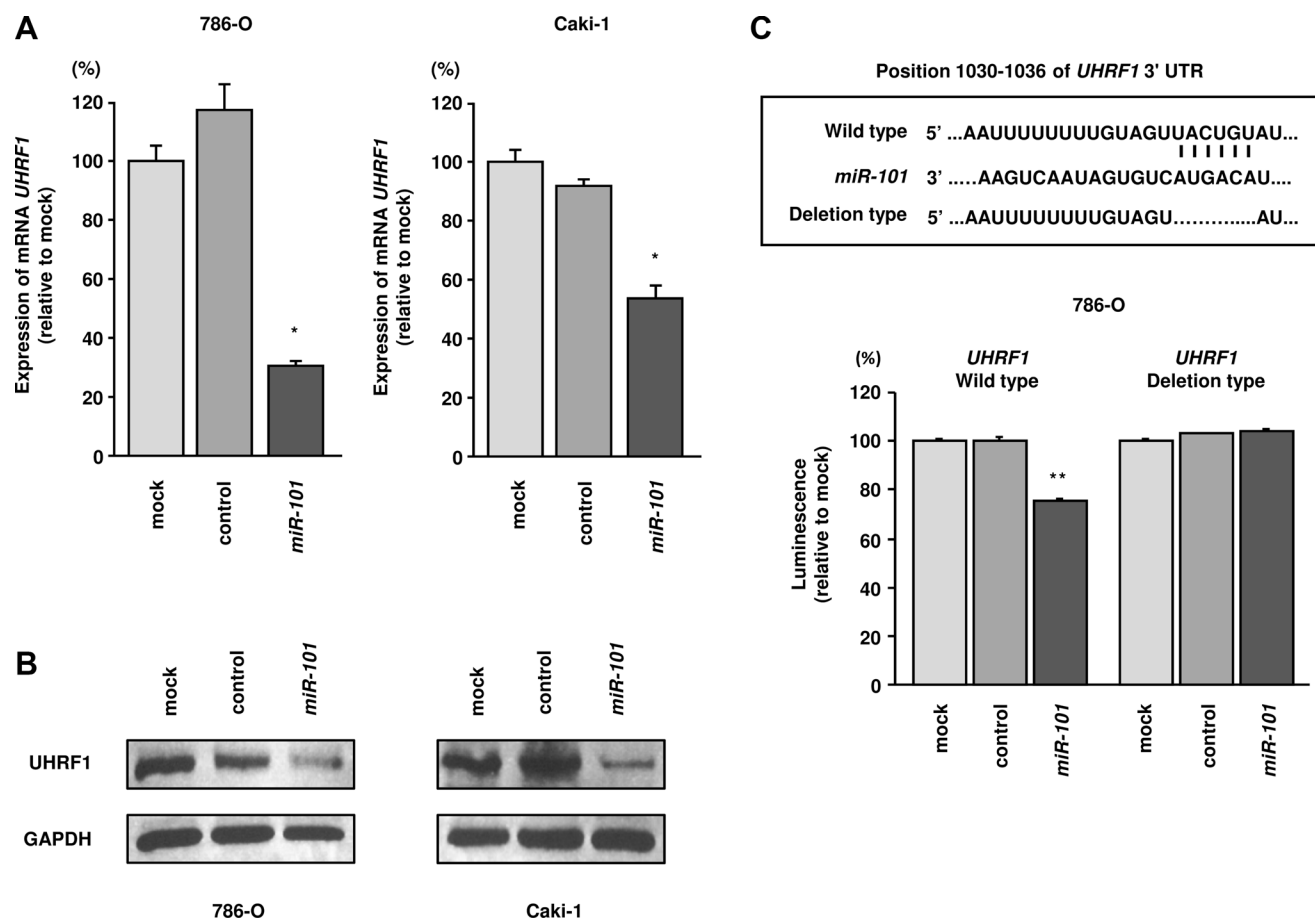 A
786-O
(%)
Expression of mRNA UHRF1
(relative to mock)
120
100
80
60
40
20
0
*
mock
control
miR-101
Caki-1
(%)
Expression of mRNA UHRF1
(relative to mock)
120
100
80
60
40
20
0
*
mock
control
miR-101
B
mock
control
miR-101
mock
control
miR-101
UHRF1
GAPDH
786-O
Caki-1
C
Position 1030-1036 of UHRF1 3' UTR
Wild type 5’ ...AAUUUUUUUUGUAGUUACUGUAU...
miR-101 3’ .....AAGUCAAUAGUGUCAUGACAU....
Deletion type 5’ ...AAUUUUUUUUGUAGU...............AU...
786-O
(%)
UHRF1
Wild type
UHRF1
Deletion type
Luminescence
(relative to mock)
120
100
80
60
40
20
0
**
mock
control
miR-101
mock
control
miR-101